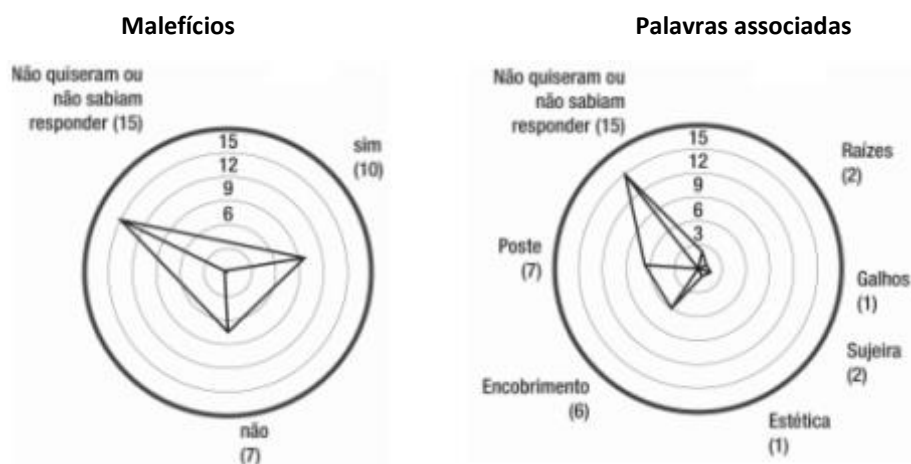 Malefícios
Não quiseram ou
não sabiam
responder (15)
15
12
9
6
sim
(10)
não
(7)
Palavras associadas
Não quiseram ou
não sabiam
responder (15)
15
12
9
6
3
Raízes
(2)
Poste
(7)
Galhos
(1)
Sujeira
(2)
Encobrimento
(6)
Estética
(1)